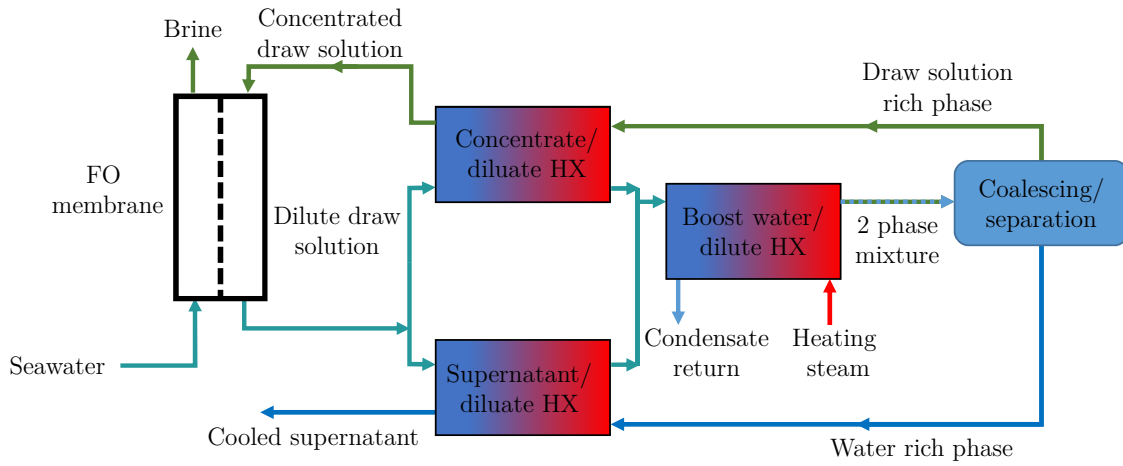 Brine
Concentrated
draw solution
Draw solution
rich phase
Concentrate/
diluate HX
FO
membrane
Dilute draw
solution
Boost water/
dilute HX
2 phase
mixture
Coalescing/
separation
Seawater
Condensate
return
Heating
steam
Supernatant/
diluate HX
Cooled supernatant
Water rich phase